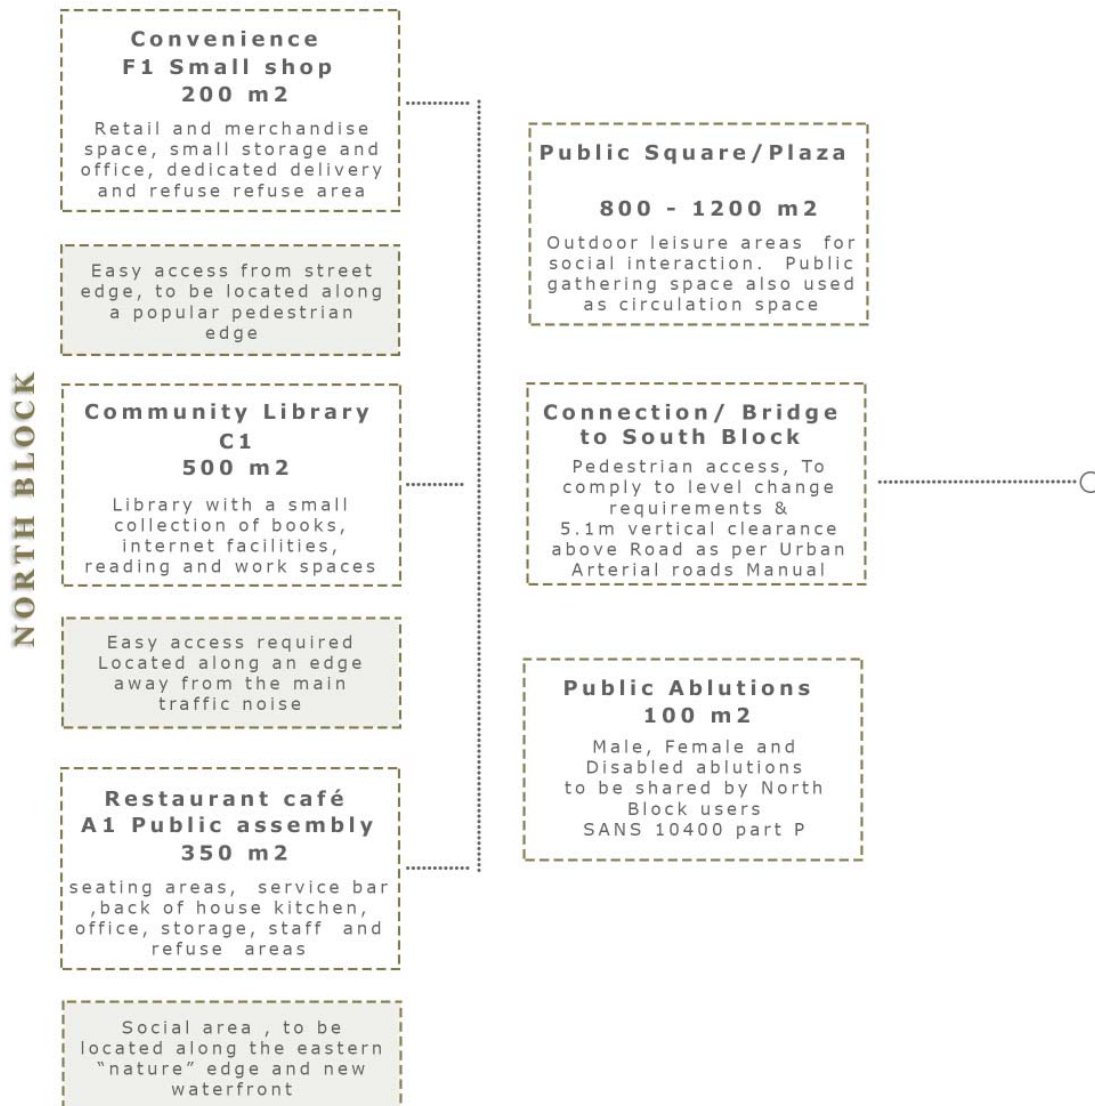 NORTH BLOCK
Convenience
F1 Small shop
200 m2
Retail and merchandise
space, small storage and
office, dedicated delivery
and refuse refuse area
Easy access from street
edge, to be located along
a popular pedestrian
edge
Community Library
C1
500 m2
Library with a small
collection of books,
internet facilities,
reading and work spaces
Easy access required
Located along an edge
away from the main
traffic noise
Restaurant café
A1 Public assembly
350 m2
seating areas, service bar
,back of house kitchen,
office, storage, staff and
refuse areas
Social area , to be
located along the eastern
“nature” edge and new
waterfront
Public Square/Plaza
800 - 1200 m2
Outdoor leisure areas for
social interaction. Public
gathering space also used
as circulation space
Connection/ Bridge
to South Block
Pedestrian access, To
comply to level change
requirements &
5.1m vertical clearance
above Road as per Urban
Arterial roads Manual
Public Ablutions
100 m2
Male, Female and
Disabled ablutions
to be shared by North
Block users
SANS 10400 part P